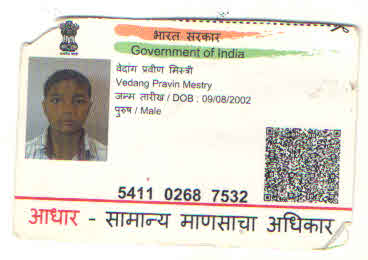 भारत सरकार
Government of India
वेदांग प्रवीण मिस्त्री
Vedang Pravin Mestry
जन्म तारीख / DOB : 09/08/2002
पुरुष / Male
5411 0268 7532
आधार - सामान्य माणसाचा अधिकार